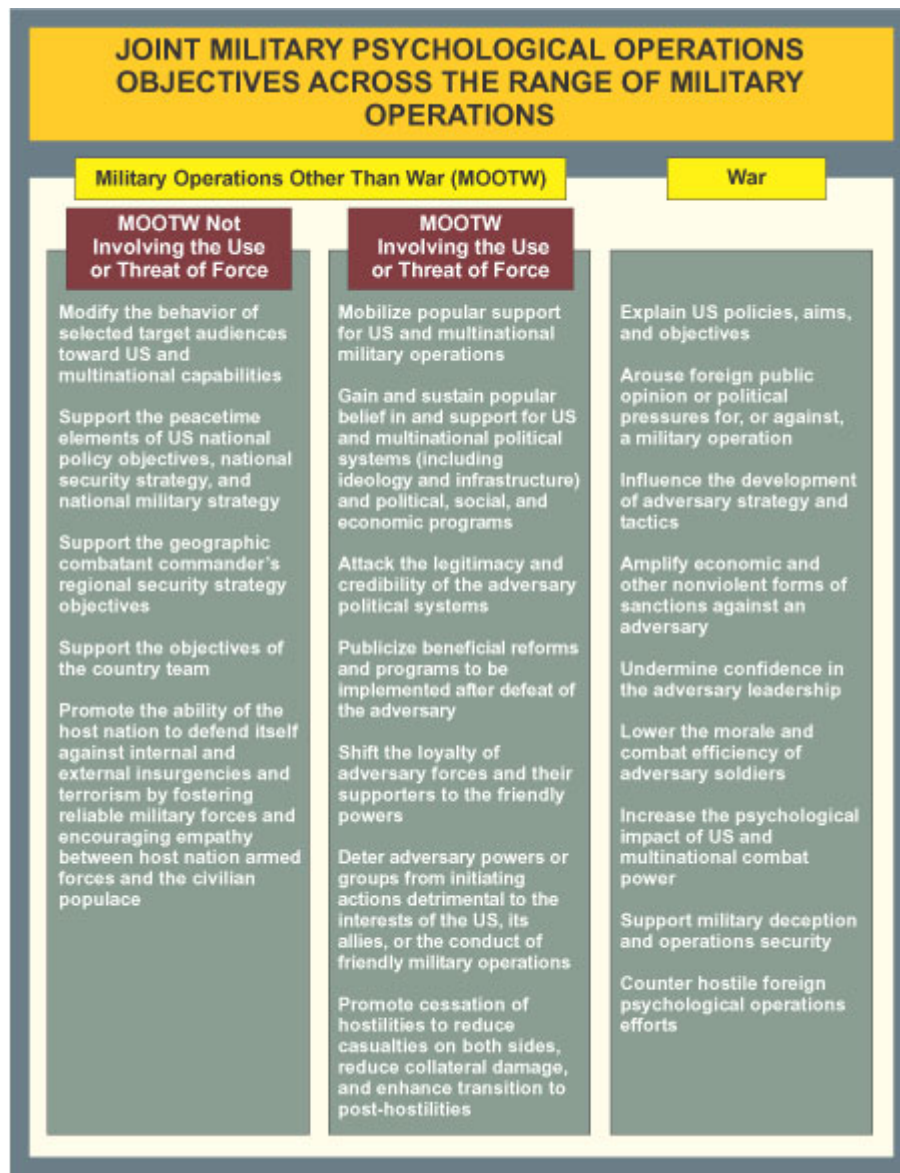 JOINT MILITARY PSYCHOLOGICAL OPERATIONS
OBJECTIVES ACROSS THE RANGE OF MILITARY
OPERATIONS
Military Operations Other Than War (MOOTW)
War
MOOTW Not
Involving the Use
or Threat of Force
Modify the behavior of
selected target audiences
toward US and
multinational capabilities
Support the peacetime
elements of US national
policy objectives, national
security strategy, and
national military strategy
Support the geographic
combatant commander's
regional security strategy
objectives
Support the objectives of
the country team
Promote the ability of the
host nation to defend itself
against internal and
external insurgencies and
terrorism by fostering
reliable military forces and
encouraging empathy
between host nation armed
forces and the civilian
populace
MOOTW
Involving the Use
or Threat of Force
Mobilize popular support
for US and multinational
military operations
Gain and sustain popular
belief in and support for US
and multinational political
systems (including
ideology and infrastructure)
and political, social, and
economic programs
Attack the legitimacy and
credibility of the adversary
political systems
Publicize beneficial reforms
and programs to be
implemented after defeat of
the adversary
Shift the loyalty of
adversary forces and their
supporters to the friendly
powers
Deter adversary powers or
groups from initiating
actions detrimental to the
interests of the US, its
allies, or the conduct of
friendly military operations
Promote cessation of
hostilities to reduce
casualties on both sides,
reduce collateral damage,
and enhance transition to
post-hostilities
Explain US policies, aims,
and objectives
Arouse foreign public
opinion or political
pressures for, or against,
a military operation
Influence the development
of adversary strategy and
tactics
Amplify economic and
other nonviolent forms of
sanctions against an
adversary
Undermine confidence in
the adversary leadership
Lower the morale and
combat efficiency of
adversary soldiers
Increase the psychological
impact of US and
multinational combat
power
Support military deception
and operations security
Counter hostile foreign
psychological operations
efforts